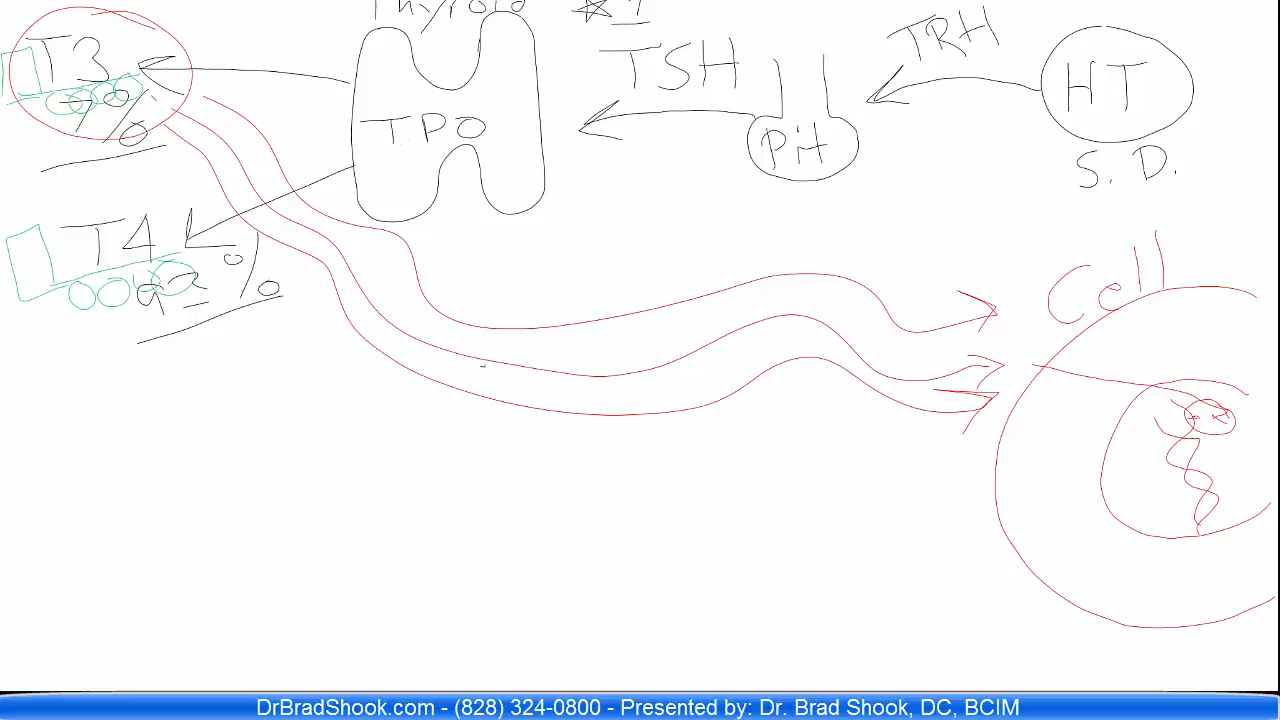 Thyroid #1
T3
7%
TPO
TSH
Pit
TRH
HT
S.D.
T4
93%
Cell
DrBradShook.com - (828) 324-0800 - Presented by: Dr. Brad Shook, DC, BCIM